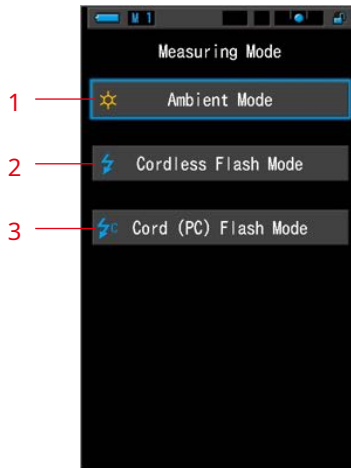 M 1
Measuring Mode
1 Ambient Mode
2 Cordless Flash Mode
3 C Cord (PC) Flash Mode